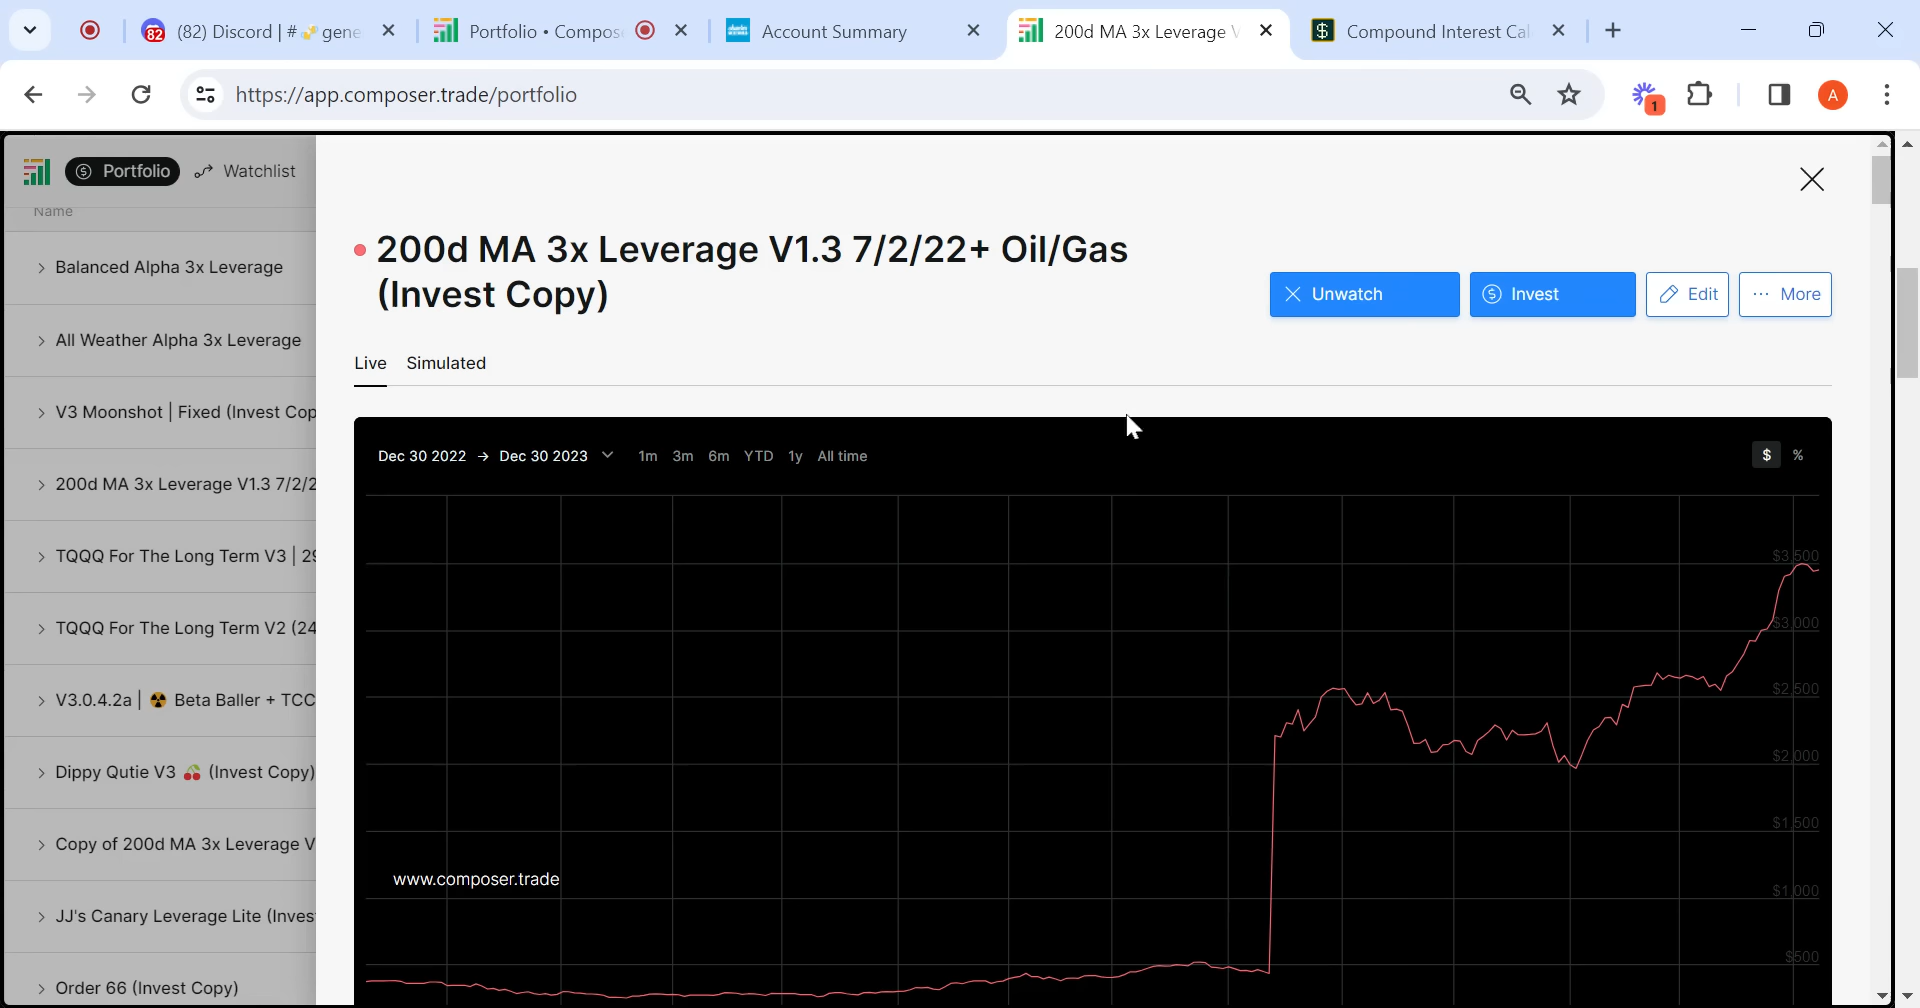 (82) Discord | # gene
Portfolio • Compos
Account Summary
200d MA 3x Leverage V
Compound Interest Cal
https://app.composer.trade/portfolio
1
A
Portfolio
Watchlist
Name
Balanced Alpha 3x Leverage
All Weather Alpha 3x Leverage
V3 Moonshot | Fixed (Invest Cop
200d MA 3x Leverage V1.3 7/2/2
TQQQ For The Long Term V3 | 29
TQQQ For The Long Term V2 (24
V3.0.4.2a | ☢ Beta Baller + TCC
Dippy Qutie V3 🍒 (Invest Copy)
Copy of 200d MA 3x Leverage V
JJ's Canary Leverage Lite (Inves
Order 66 (Invest Copy)
200d MA 3x Leverage V1.3 7/2/22+ Oil/Gas
(Invest Copy)
Unwatch
Invest
Edit
More
Live
Simulated
Dec 30 2022 → Dec 30 2023
1m 3m 6m YTD 1y All time
$ %
$3,500
$3,000
$2,500
$2,000
$1,500
$1,000
$500
www.composer.trade